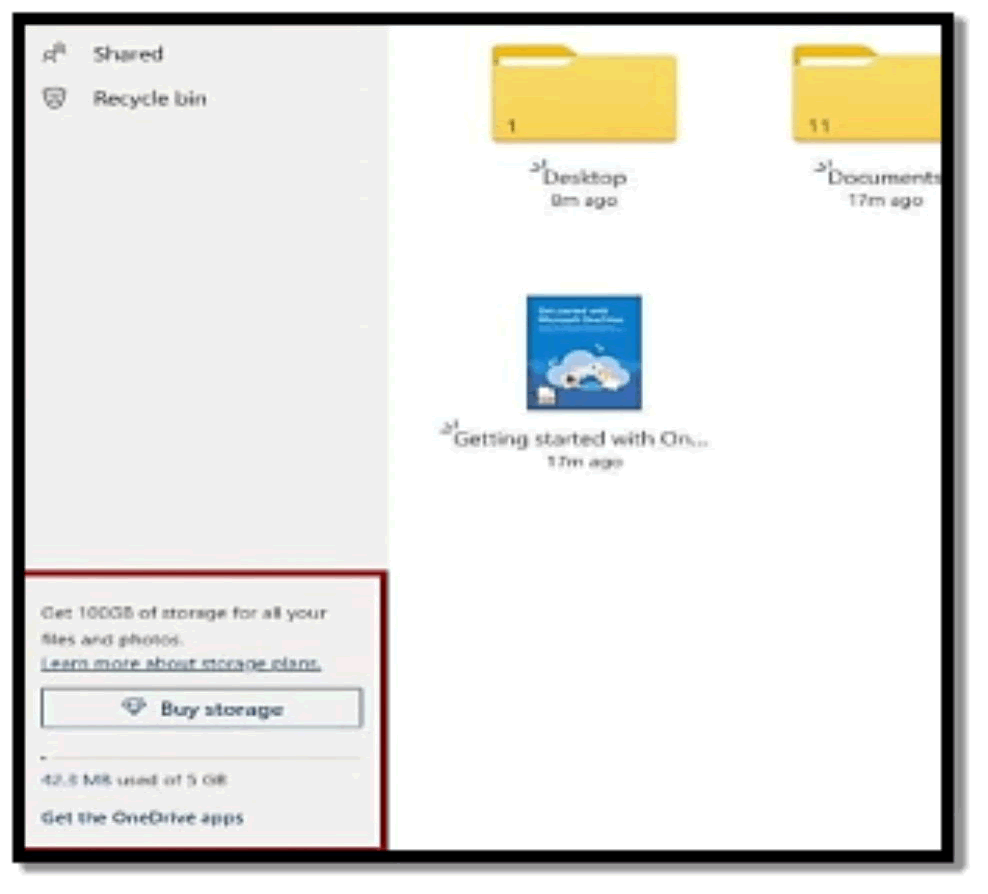 Shared
Recycle bin
1
11
Desktop
8m ago
Documents
17m ago
Get started with
Microsoft OneDrive
Getting started with On...
17m ago
Get 100GB of storage for all your
files and photos.
Learn more about storage plans.
Buy storage
42.3 MB used of 5 GB
Get the OneDrive apps